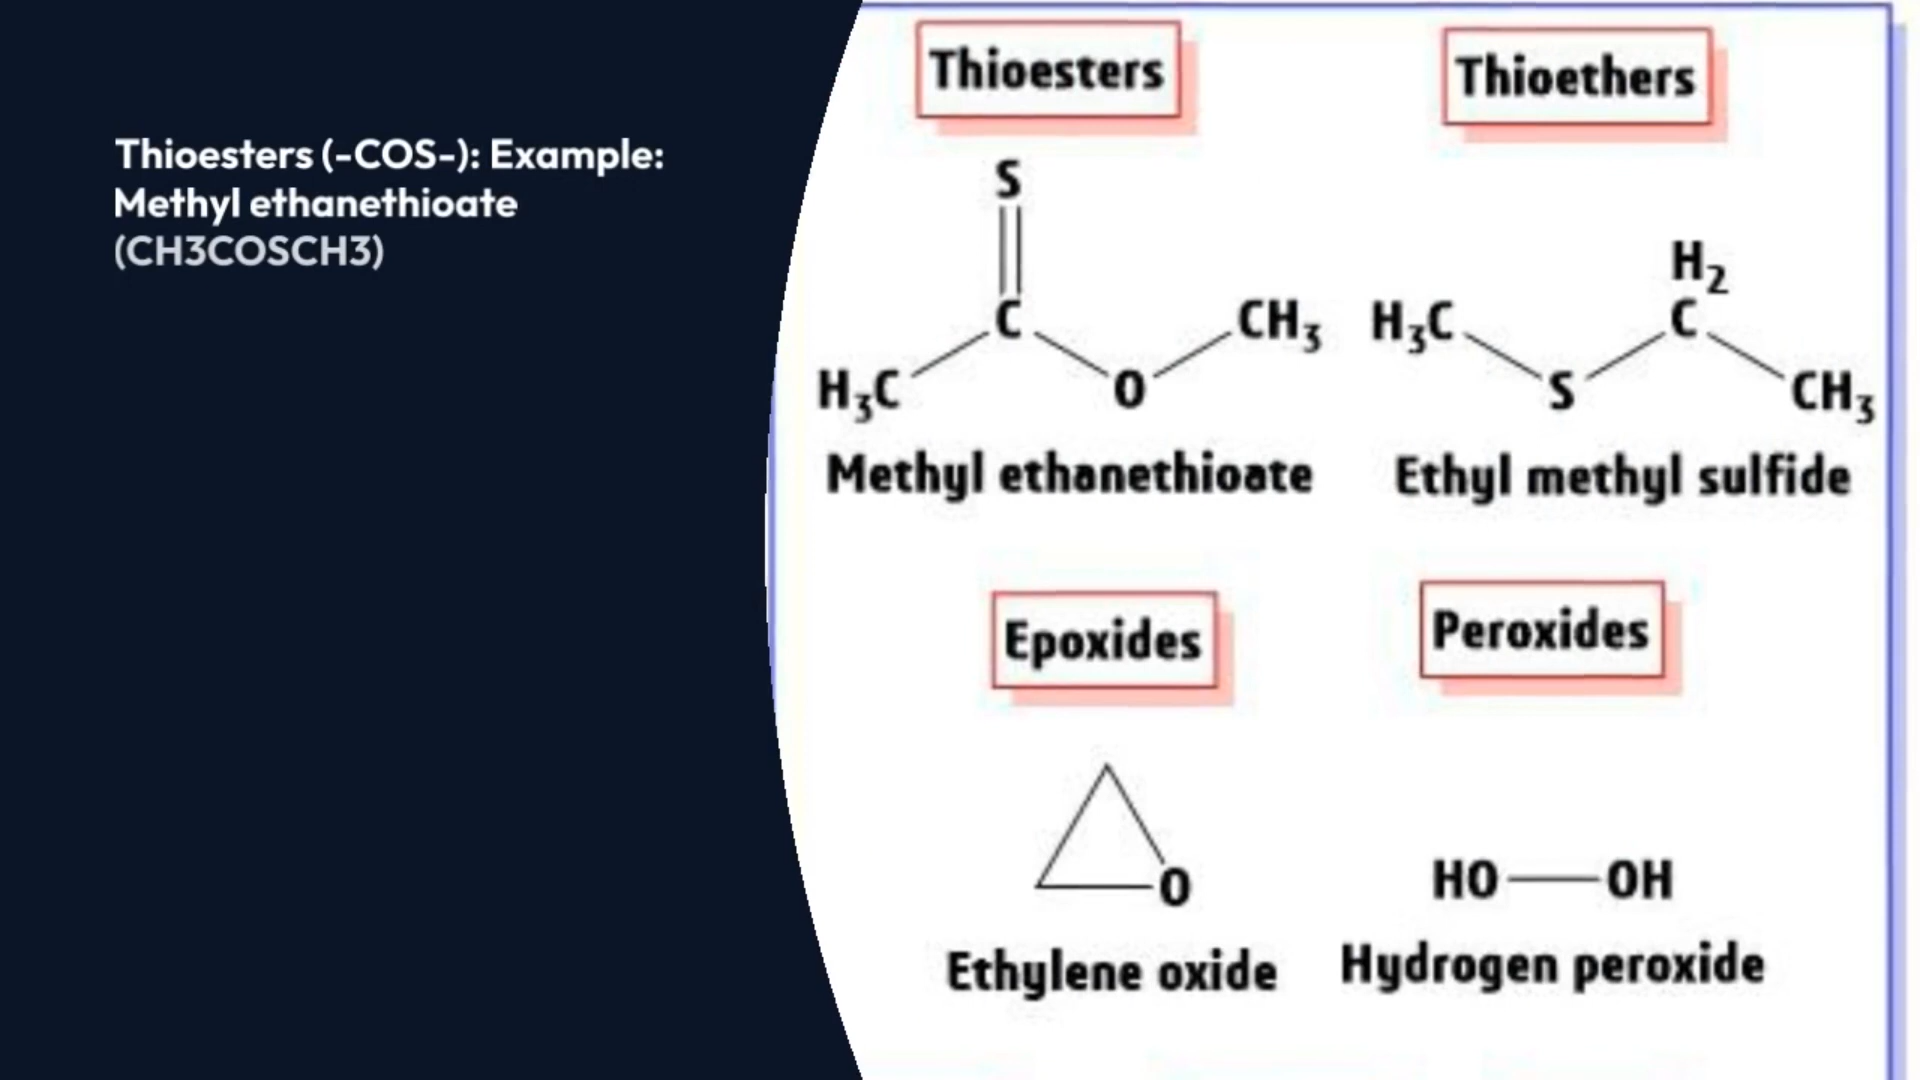 Thioesters (-COS-): Example:
Methyl ethanethioate
(CH3COSCH3)
Thioesters
S
C
H₃C
O
CH₃
Methyl ethanethioate
Thioethers
H₃C
S
H₂
C
CH₃
Ethyl methyl sulfide
Epoxides
O
Ethylene oxide
Peroxides
HO—OH
Hydrogen peroxide